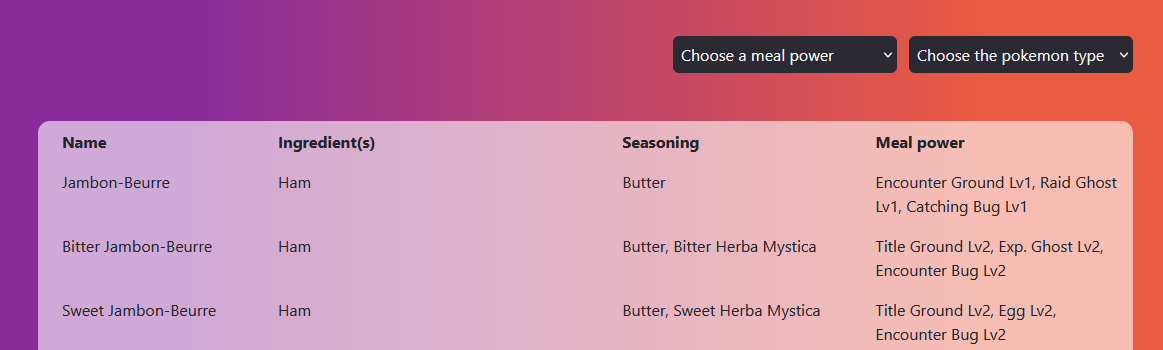 Choose a meal power Choose the pokemon type
Name Ingredient(s) Seasoning Meal power
Jambon-Beurre Ham Butter Encounter Ground Lv1, Raid Ghost
Lv1, Catching Bug Lv1
Bitter Jambon-Beurre Ham Butter, Bitter Herba Mystica Title Ground Lv2, Exp. Ghost Lv2,
Encounter Bug Lv2
Sweet Jambon-Beurre Ham Butter, Sweet Herba Mystica Title Ground Lv2, Egg Lv2,
Encounter Bug Lv2